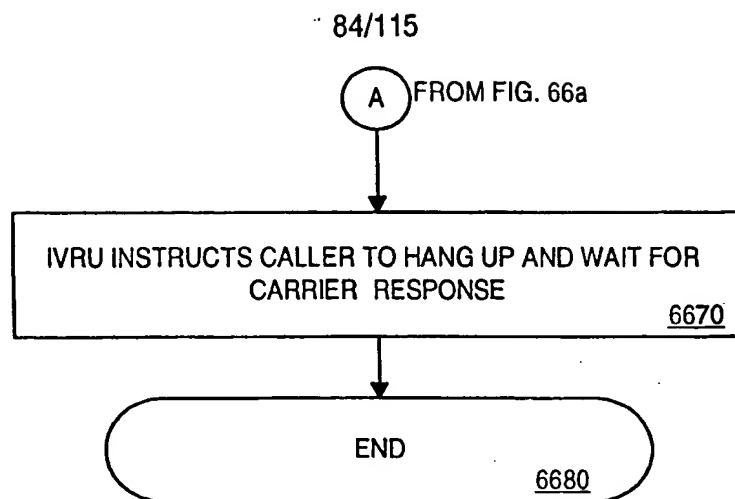 84/115
A FROM FIG. 66a
IVRU INSTRUCTS CALLER TO HANG UP AND WAIT FOR
CARRIER RESPONSE
6670
END
6680